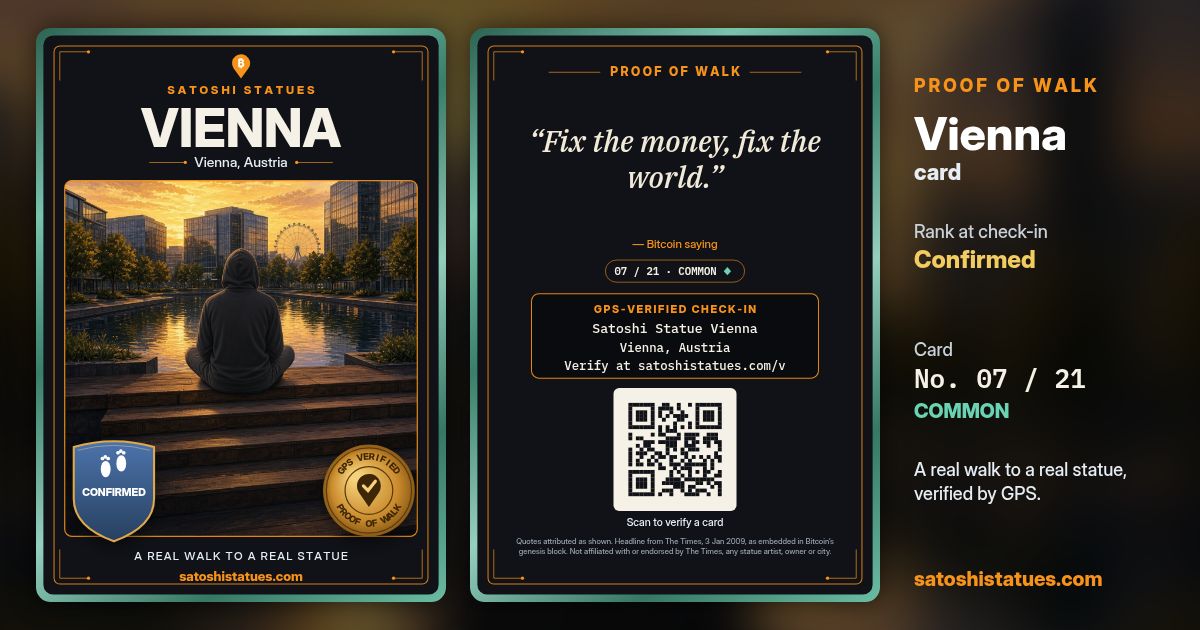 SATOSHI STATUES
VIENNA
Vienna, Austria
CONFIRMED
GPS VERIFIED
PROOF OF WALK
A REAL WALK TO A REAL STATUE
satoshistatues.com
PROOF OF WALK
“Fix the money, fix the
world.”
— Bitcoin saying
07 / 21 · COMMON
GPS-VERIFIED CHECK-IN
Satoshi Statue Vienna
Vienna, Austria
Verify at satoshistatues.com/v
Scan to verify a card
Quotes attributed as shown. Headline from The Times, 3 Jan 2009, as embedded in Bitcoin's
genesis block. Not affiliated with or endorsed by The Times, any statue artist, owner or city.
PROOF OF WALK
Vienna
card
Rank at check-in
Confirmed
Card
No. 07 / 21
COMMON
A real walk to a real statue,
verified by GPS.
satoshistatues.com